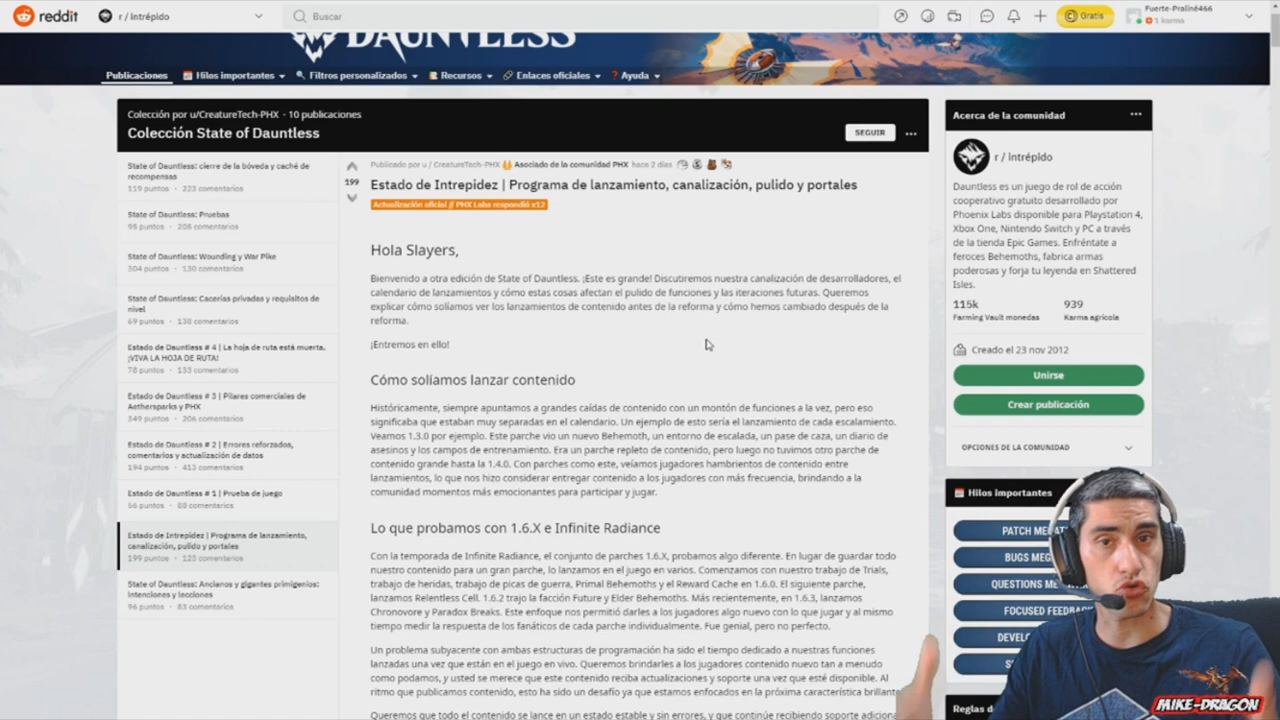 reddit
r / Intrépido
Buscar
Gratis
Fuerte-Praliné466
1 karma
DAUNTLESS
Publicaciones
Hilos importantes
Filtros personalizados
Recursos
Enlaces oficiales
Ayuda
Colección por u/CreatureTech-PHX · 10 publicaciones
Colección State of Dauntless
SEGUIR
State of Dauntless: cierre de la bóveda y caché de
recompensas
119 puntos · 223 comentarios
State of Dauntless: Pruebas
95 puntos · 206 comentarios
State of Dauntless: Wounding y War Pike
304 puntos · 130 comentarios
State of Dauntless: Cacerías privadas y requisitos de
nivel
69 puntos · 138 comentarios
Estado de Dauntless # 4 | La hoja de ruta está muerta.
¡VIVA LA HOJA DE RUTA!
78 puntos · 133 comentarios
Estado de Dauntless # 3 | Pilares comerciales de
Aethersparks y PHX
349 puntos · 206 comentarios
Estado de Dauntless # 2 | Errores reforzados,
comentarios y actualización de datos
194 puntos · 413 comentarios
Estado de Dauntless # 1 | Prueba de juego
66 puntos · 88 comentarios
Estado de Intrepidez | Programa de lanzamiento,
canalización, pulido y portales
199 puntos · 123 comentarios
State of Dauntless: Ancianos y gigantes primigenios:
intenciones y lecciones
96 puntos · 83 comentarios
199
Publicado por u / CreatureTech-PHX Asociado de la comunidad PHX hace 2 días
Estado de Intrepidez | Programa de lanzamiento, canalización, pulido y portales
Actualización oficial // PHX Labs respondió x12
Hola Slayers,
Bienvenido a otra edición de State of Dauntless. ¡Este es grande! Discutiremos nuestra canalización de desarrolladores, el
calendario de lanzamientos y cómo estas cosas afectan el pulido de funciones y las iteraciones futuras. Queremos
explicar cómo solíamos ver los lanzamientos de contenido antes de la reforma y cómo hemos cambiado después de la
reforma.
¡Entremos en ello!
Cómo solíamos lanzar contenido
Históricamente, siempre apuntamos a grandes caídas de contenido con un montón de funciones a la vez, pero eso
significaba que estaban muy separadas en el calendario. Un ejemplo de esto sería el lanzamiento de cada escalamiento.
Veamos 1.3.0 por ejemplo. Este parche vio un nuevo Behemoth, un entorno de escalada, un pase de caza, un diario de
asesinos y los campos de entrenamiento. Era un parche repleto de contenido, pero luego no tuvimos otro parche de
contenido grande hasta la 1.4.0. Con parches como este, veíamos jugadores hambrientos de contenido entre
lanzamientos, lo que nos hizo considerar entregar contenido a los jugadores con más frecuencia, brindando a la
comunidad momentos más emocionantes para participar y jugar.
Lo que probamos con 1.6.X e Infinite Radiance
Con la temporada de Infinite Radiance, el conjunto de parches 1.6.X, probamos algo diferente. En lugar de guardar todo
nuestro contenido para un gran parche, lo lanzamos en el juego en varios. Comenzamos con nuestro trabajo de Trials,
trabajo de heridas, trabajo de picas de guerra, Primal Behemoths y el Reward Cache en 1.6.0. El siguiente parche,
lanzamos Relentless Cell. 1.6.2 trajo la facción Future y Elder Behemoths. Más recientemente, en 1.6.3, lanzamos
Chronovore y Paradox Breaks. Este enfoque nos permitió darles a los jugadores algo nuevo con lo que jugar y al mismo
tiempo medir la respuesta de los fanáticos de cada parche individualmente. Fue genial, pero no perfecto.
Un problema subyacente con ambas estructuras de programación ha sido el tiempo dedicado a nuestras funciones
lanzadas una vez que están en el juego en vivo. Queremos brindarles a los jugadores contenido nuevo tan a menudo
como podamos, y usted se merece que este contenido reciba actualizaciones y soporte una vez que esté disponible. Al
ritmo que publicamos contenido, esto ha sido un desafío ya que estamos enfocados en la próxima característica brillante
Queremos que todo el contenido se lance en un estado estable y sin errores, y que continúe recibiendo soporte adiciona
Acerca de la comunidad
r / intrépido
Dauntless es un juego de rol de acción
cooperativo gratuito desarrollado por
Phoenix Labs disponible para Playstation 4,
Xbox One, Nintendo Switch y PC a través
de la tienda Epic Games. Enfréntate a
feroces Behemoths, fabrica armas
poderosas y forja tu leyenda en Shattered
Isles.
115k 939
Farming Vault monedas Karma agrícola
Creado el 23 nov 2012
Unirse
Crear publicación
OPCIONES DE LA COMUNIDAD
Hilos importantes
PATCH
BUGS
QUESTIONS
FOCUSED FEEDBA
Reglas
MIKE-DRAGON